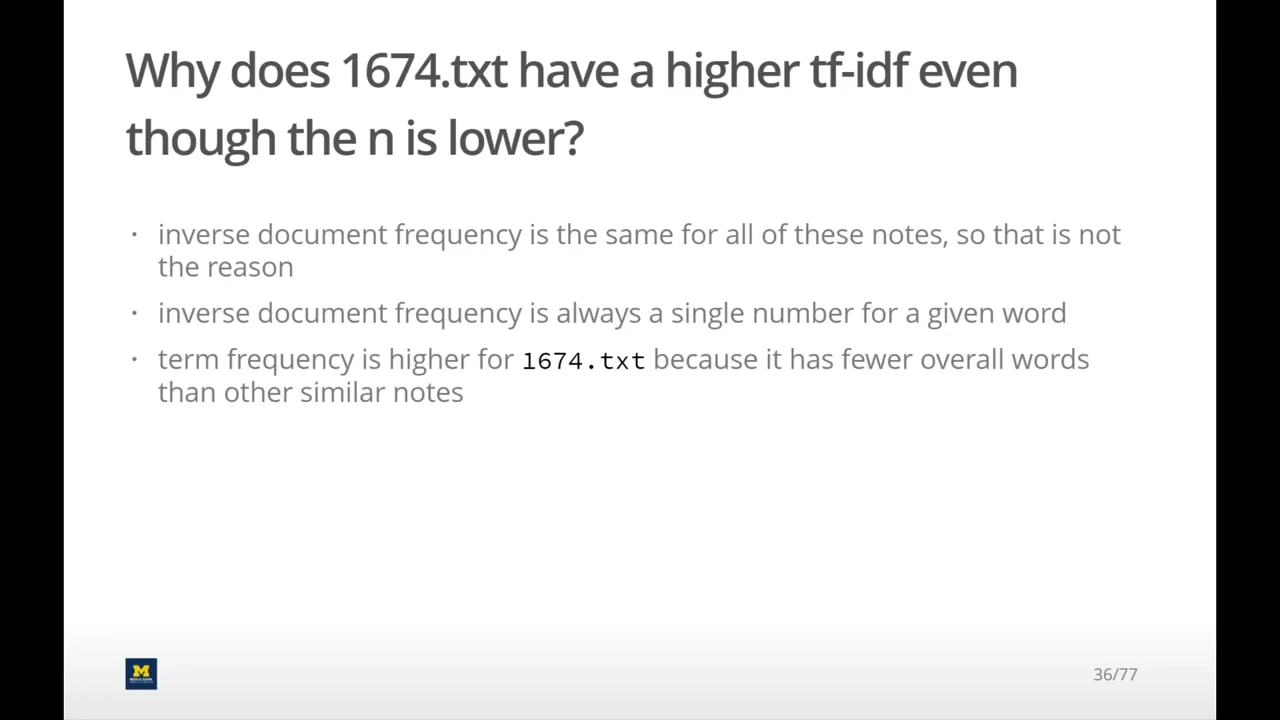 Why does 1674.txt have a higher tf-idf even
though the n is lower?
· inverse document frequency is the same for all of these notes, so that is not
the reason
· inverse document frequency is always a single number for a given word
· term frequency is higher for 1674.txt because it has fewer overall words
than other similar notes
M
36/77